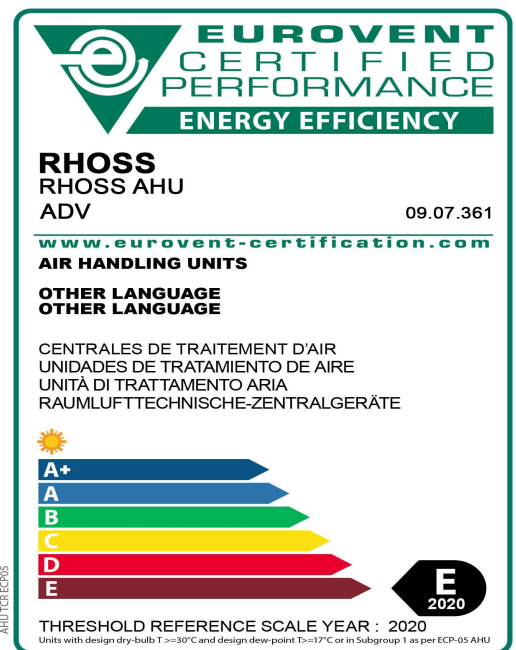 EUROVENT
CERTIFIED
PERFORMANCE
ENERGY EFFICIENCY
RHOSS
RHOSS AHU
ADV 09.07.361
www.eurovent-certification.com
AIR HANDLING UNITS
OTHER LANGUAGE
OTHER LANGUAGE
CENTRALES DE TRAITEMENT D'AIR
UNIDADES DE TRATAMIENTO DE AIRE
UNITÀ DI TRATTAMENTO ARIA
RAUMLUFTTECHNISCHE-ZENTRALGERÄTE
A+
A
B
C
D
E
E
2020
THRESHOLD REFERENCE SCALE YEAR : 2020
Units with design dry-bulb T >=30°C and design dew-point T>=17°C or in Subgroup 1 as per ECP-05 AHU
AHU TCR ECP05